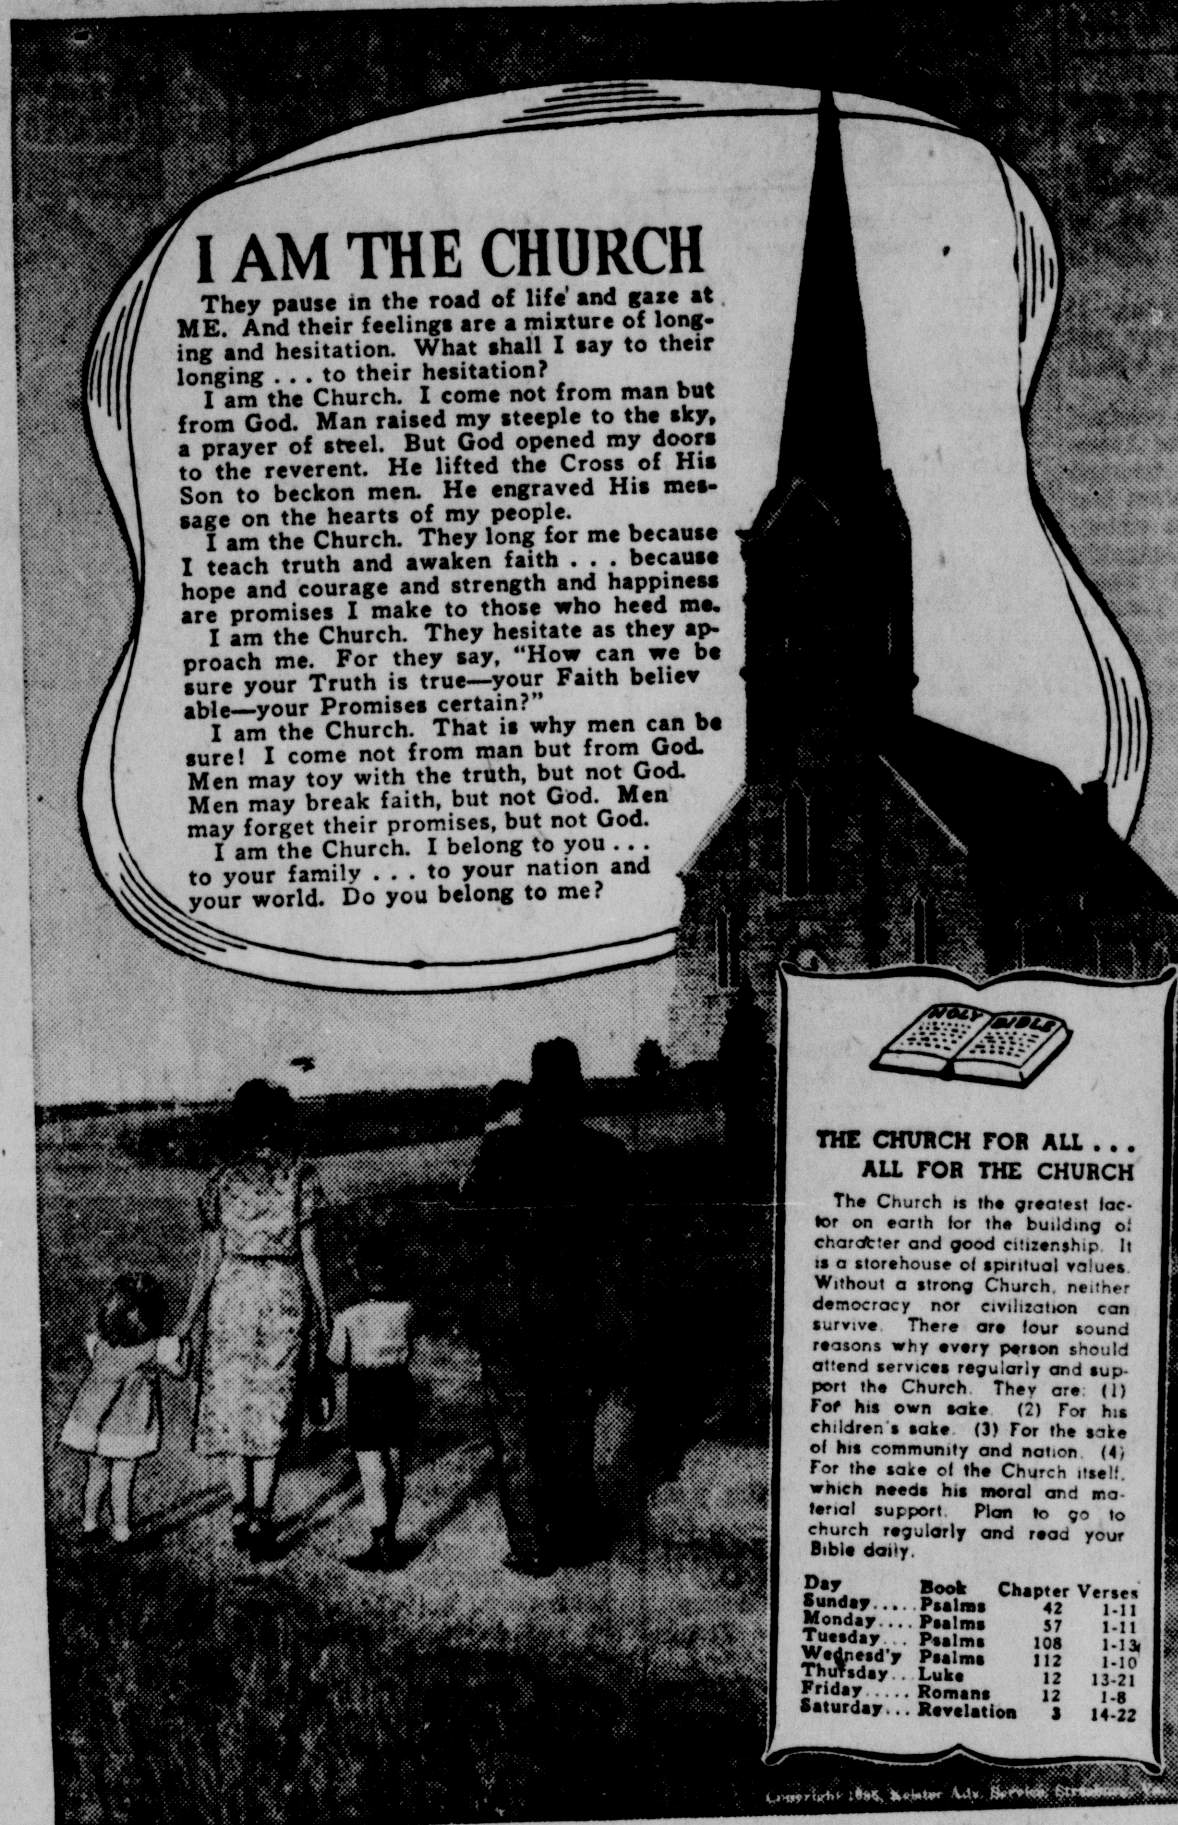 I AM THE CHURCH
They pause in the road of life and gaze at
ME. And their feelings are a mixture of long-
ing and hesitation. What shall I say to their
longing . . . to their hesitation?
I am the Church. I come not from man but
from God. Man raised my steeple to the sky,
a prayer of steel. But God opened my doors
to the reverent. He lifted the Cross of His
Son to beckon men. He engraved His mes-
sage on the hearts of my people.
I am the Church. They long for me because
I teach truth and awaken faith . . . because
hope and courage and strength and happiness
are promises I make to those who heed me.
I am the Church. They hesitate as they ap-
proach me. For they say, “How can we be
sure your Truth is true—your Faith believ
able—your Promises certain?”
I am the Church. That is why men can be
sure! I come not from man but from God.
Men may toy with the truth, but not God.
Men may break faith, but not God. Men
may forget their promises, but not God.
I am the Church. I belong to you . . .
to your family . . . to your nation and
your world. Do you belong to me?
HOLY BIBLE
THE CHURCH FOR ALL . . .
ALL FOR THE CHURCH
The Church is the greatest fac-
tor on earth for the building of
character and good citizenship. It
is a storehouse of spiritual values.
Without a strong Church, neither
democracy nor civilization can
survive. There are four sound
reasons why every person should
attend services regularly and sup-
port the Church. They are: (1)
For his own sake. (2) For his
children's sake. (3) For the sake
of his community and nation. (4)
For the sake of the Church itself,
which needs his moral and ma-
terial support. Plan to go to
church regularly and read your
Bible daily.
Day Book Chapter Verses
Sunday..... Psalms 42 1-11
Monday.... Psalms 57 1-11
Tuesday... Psalms 108 1-13
Wednesd'y Psalms 112 1-10
Thursday.. Luke 12 13-21
Friday..... Romans 12 1-8
Saturday... Revelation 3 14-22
Copyright Keister Adv. Service, Strasburg, Va.